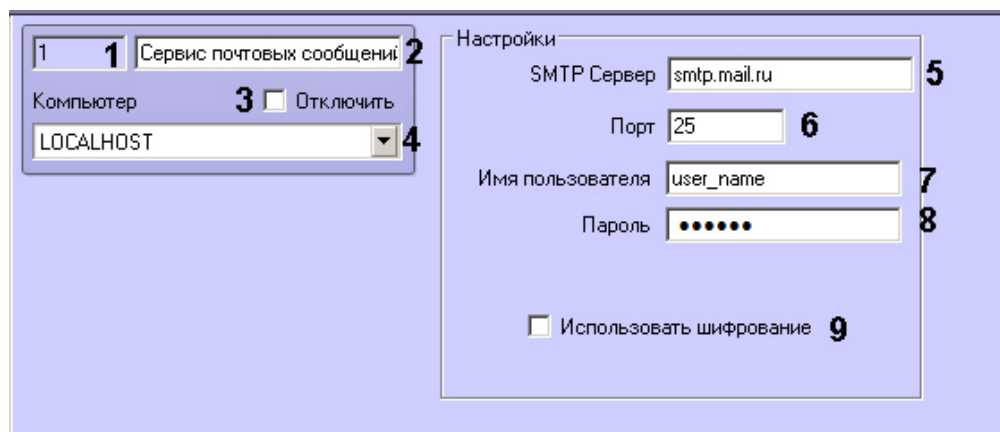 1 1 Сервис почтовых сообщений 2
Компьютер 3 Отключить
LOCALHOST 4
Настройки
SMTP Сервер smtp.mail.ru 5
Порт 25 6
Имя пользователя user_name 7
Пароль •••••• 8
Использовать шифрование 9